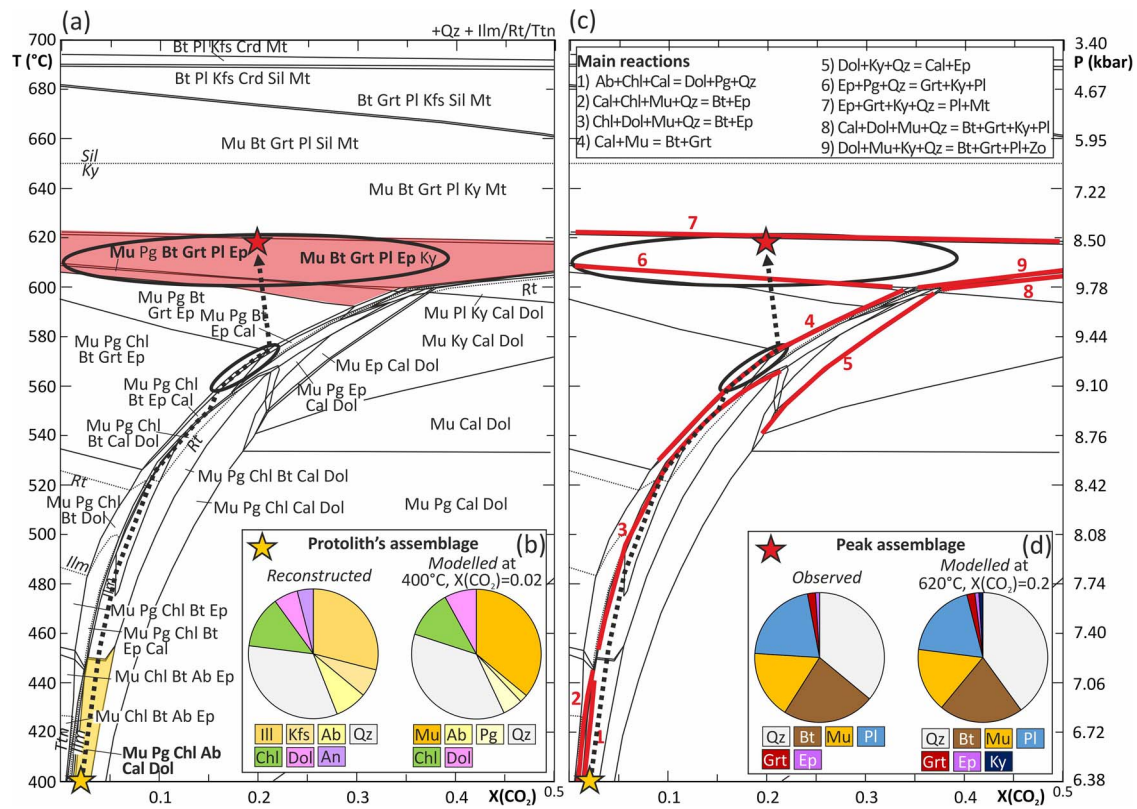 (a)
+Qz + Ilm/Rt/Ttn
700
T (°C)
680
660
640
620
600
580
560
540
520
500
480
460
440
420
400
0.1
0.2
0.3
0.4
X(CO₂)
0.5
Bt Pl Kfs Crd Mt
Bt Pl Kfs Crd Sil Mt
Bt Grt Pl Kfs Sil Mt
Mu Bt Grt Pl Sil Mt
Sil
Ky
Mu Bt Grt Pl Ky Mt
Mu Pg Bt Grt Pl Ep
Mu Bt Grt Pl Ep Ky
Rt
Mu Pg Bt
Grt Ep
Mu Pg Bt
Ep Cal
Mu Pl Ky Cal Dol
Mu Ky Cal Dol
Mu Pg Chl
Bt Grt Ep
Mu Ep Cal Dol
Mu Pg Ep
Cal Dol
Mu Pg Chl
Bt Ep Cal
Mu Pg Chl
Bt Cal Dol
Rt
Mu Cal Dol
Rt
Mu Pg Chl Bt Cal Dol
Mu Pg Chl
Bt Dol
Mu Pg Chl Cal Dol
Mu Pg Cal Dol
Ilm
Mu Pg Chl Bt Ep
Mu Pg Chl Bt
Ep Cal
Mu Chl Bt Ab Ep
Mu Chl Bt Ab Ep
Ttn
Mu Pg Chl Ab
Cal Dol
(b)
Protolith's assemblage
Reconstructed
Modelled at
400°C, X(CO₂)=0.02
Ill Kfs Ab Qz
Chl Dol An
Mu Ab Pg Qz
Chl Dol
(c)
3.40
P (kbar)
4.67
5.95
7.22
8.50
9.78
9.44
9.10
8.76
8.42
8.08
7.74
7.40
7.06
6.72
6.38
0.1
0.2
0.3
0.4
X(CO₂)
0.5
Main reactions
1) Ab+Chl+Cal=Dol+Pg+Qz
2) Cal+Chl+Mu+Qz=Bt+Ep
3) Chl+Dol+Mu+Qz=Bt+Ep
4) Cal+Mu=Bt+Grt
5) Dol+Ky+Qz = Cal+Ep
6) Ep+Pg+Qz = Grt+Ky+Pl
7) Ep+Grt+Ky+Qz = Pl+Mt
8) Cal+Dol+Mu+Qz = Bt+Grt+Ky+Pl
9) Dol+Mu+Ky+Qz = Bt+Grt+Pl+Zo
7
6
9
8
4
5
3
2
1
(d)
Peak assemblage
Observed
Modelled at
620°C, X(CO₂)=0.2
Qz Bt Mu Pl
Grt Ep
Qz Bt Mu Pl
Grt Ep Ky